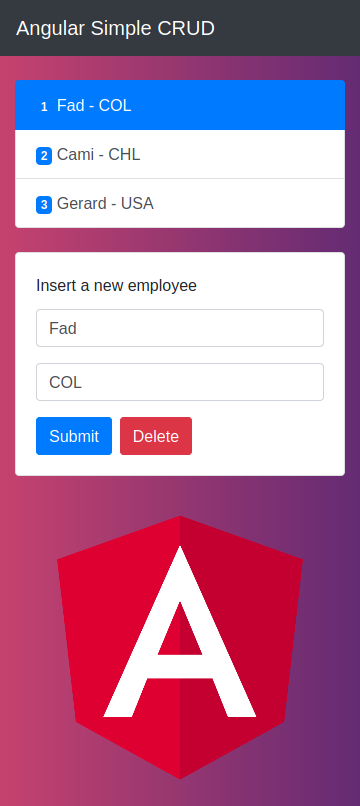 Angular Simple CRUD
1 Fad - COL
2 Cami - CHL
3 Gerard - USA
Insert a new employee
Fad
COL
Submit Delete
A